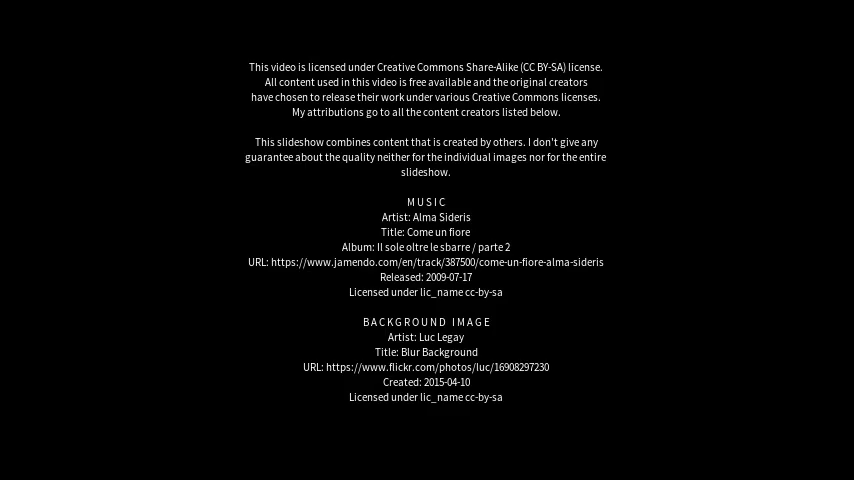 This video is licensed under Creative Commons Share-Alike (CC BY-SA) license.
All content used in this video is free available and the original creators
have chosen to release their work under various Creative Commons licenses.
My attributions go to all the content creators listed below.
This slideshow combines content that is created by others. I don't give any
guarantee about the quality neither for the individual images nor for the entire
slideshow.
MUSIC
Artist: Alma Sideris
Title: Come un fiore
Album: Il sole oltre le sbarre / parte 2
URL: https://www.jamendo.com/en/track/387500/come-un-fiore-alma-sideris
Released: 2009-07-17
Licensed under lic_name cc-by-sa
BACKGROUND IMAGE
Artist: Luc Legay
Title: Blur Background
URL: https://www.flickr.com/photos/luc/16908297230
Created: 2015-04-10
Licensed under lic_name cc-by-sa